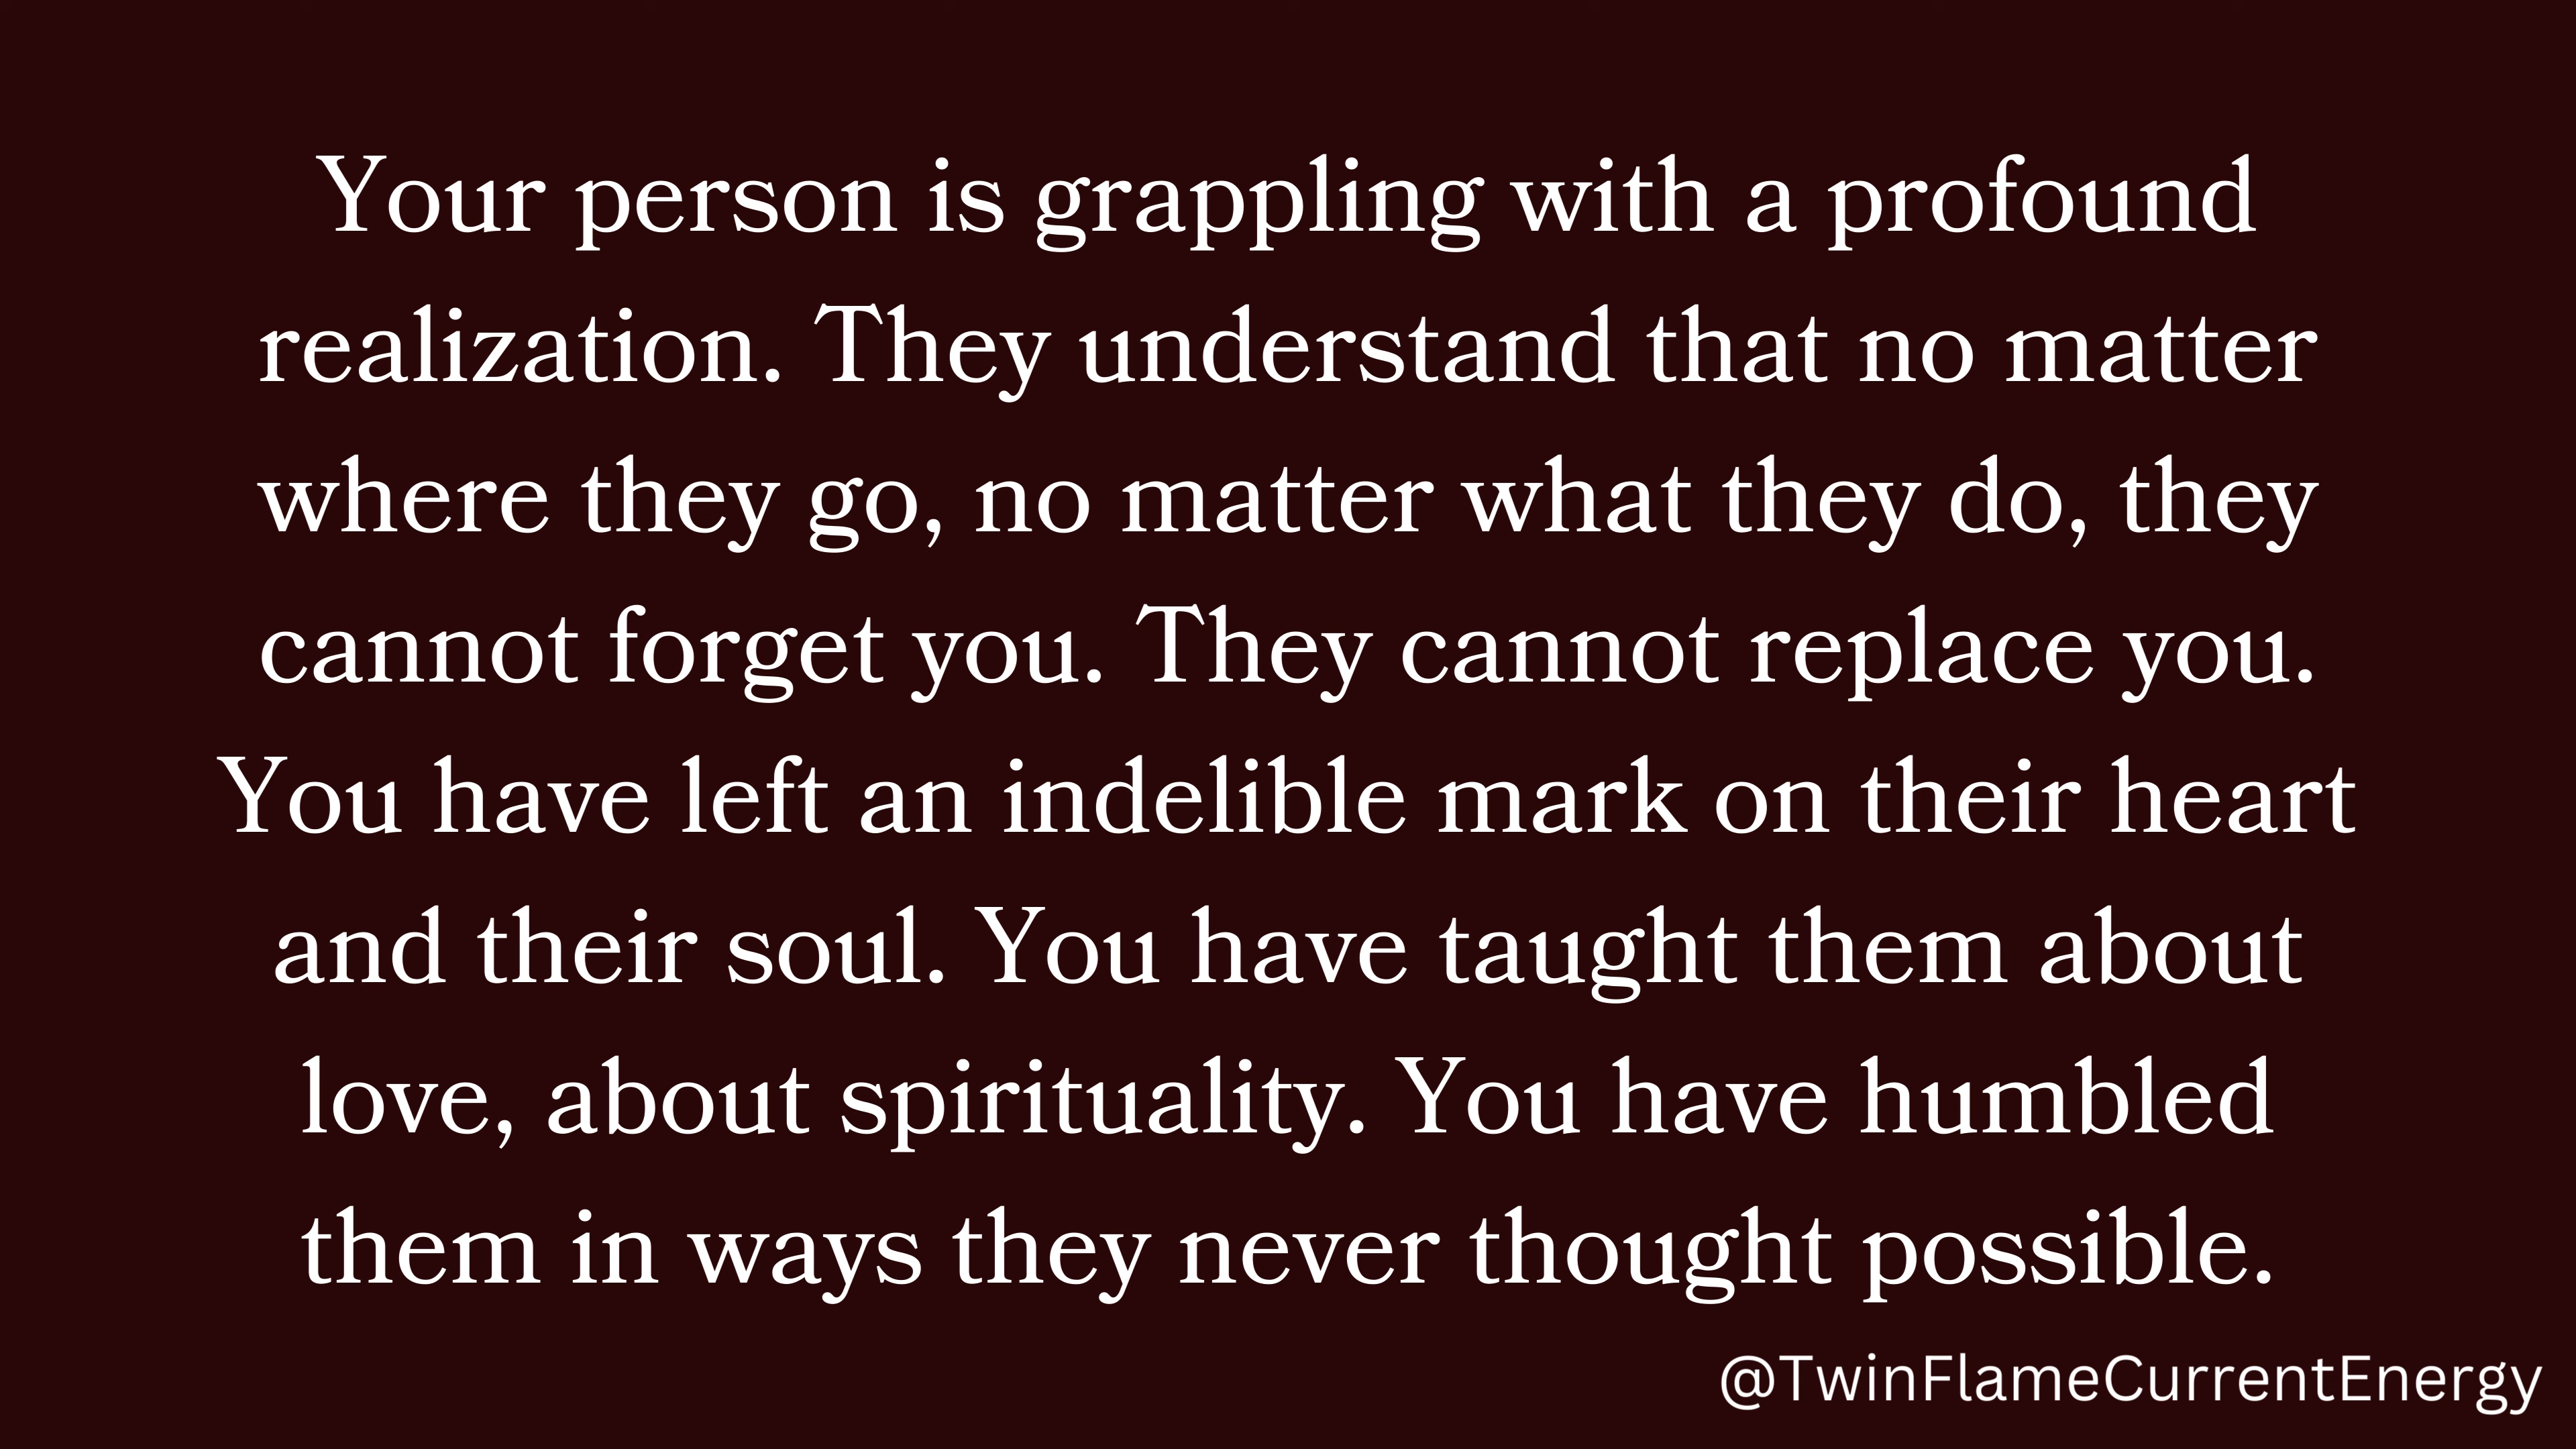 Your person is grappling with a profound
realization. They understand that no matter
where they go, no matter what they do, they
cannot forget you. They cannot replace you.
You have left an indelible mark on their heart
and their soul. You have taught them about
love, about spirituality. You have humbled
them in ways they never thought possible.
@TwinFlameCurrentEnergy